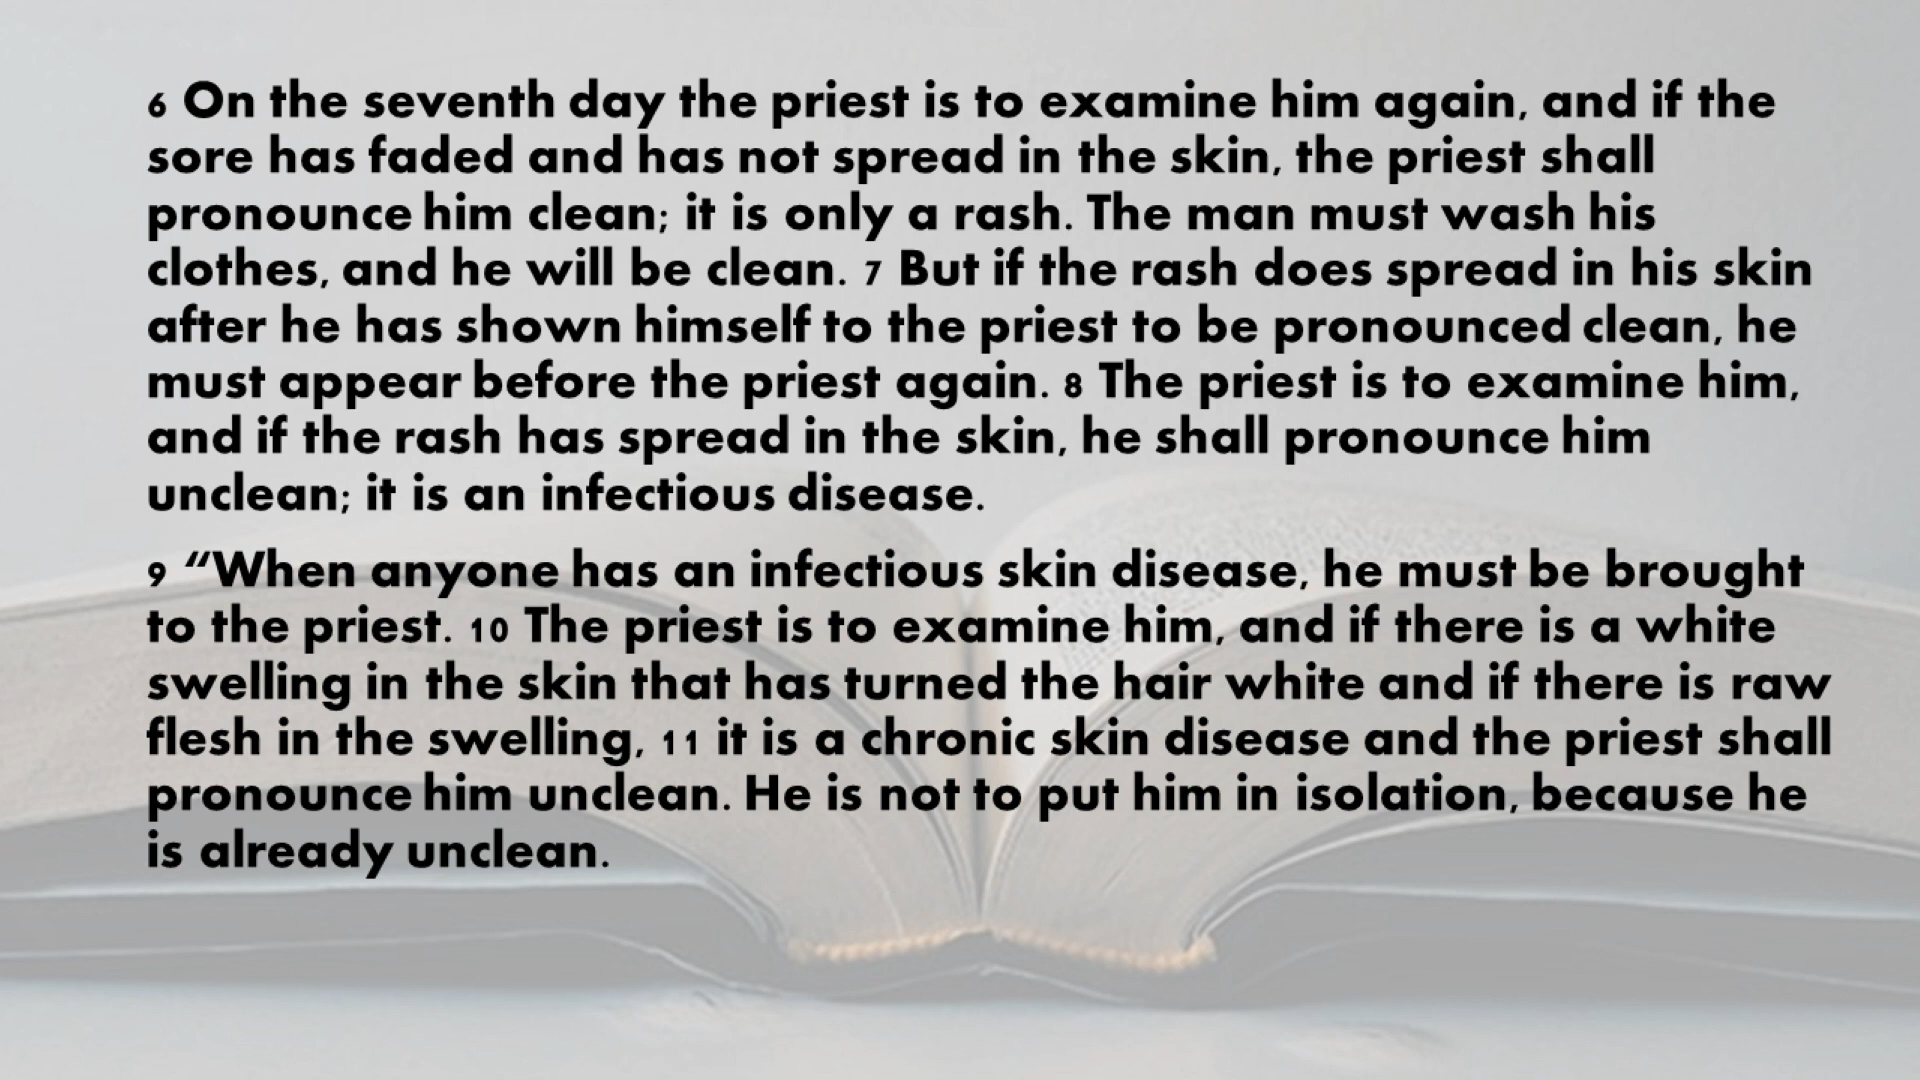 6 On the seventh day the priest is to examine him again, and if the
sore has faded and has not spread in the skin, the priest shall
pronounce him clean; it is only a rash. The man must wash his
clothes, and he will be clean. 7 But if the rash does spread in his skin
after he has shown himself to the priest to be pronounced clean, he
must appear before the priest again. 8 The priest is to examine him,
and if the rash has spread in the skin, he shall pronounce him
unclean; it is an infectious disease.
9 “When anyone has an infectious skin disease, he must be brought
to the priest. 10 The priest is to examine him, and if there is a white
swelling in the skin that has turned the hair white and if there is raw
flesh in the swelling, 11 it is a chronic skin disease and the priest shall
pronounce him unclean. He is not to put him in isolation, because he
is already unclean.